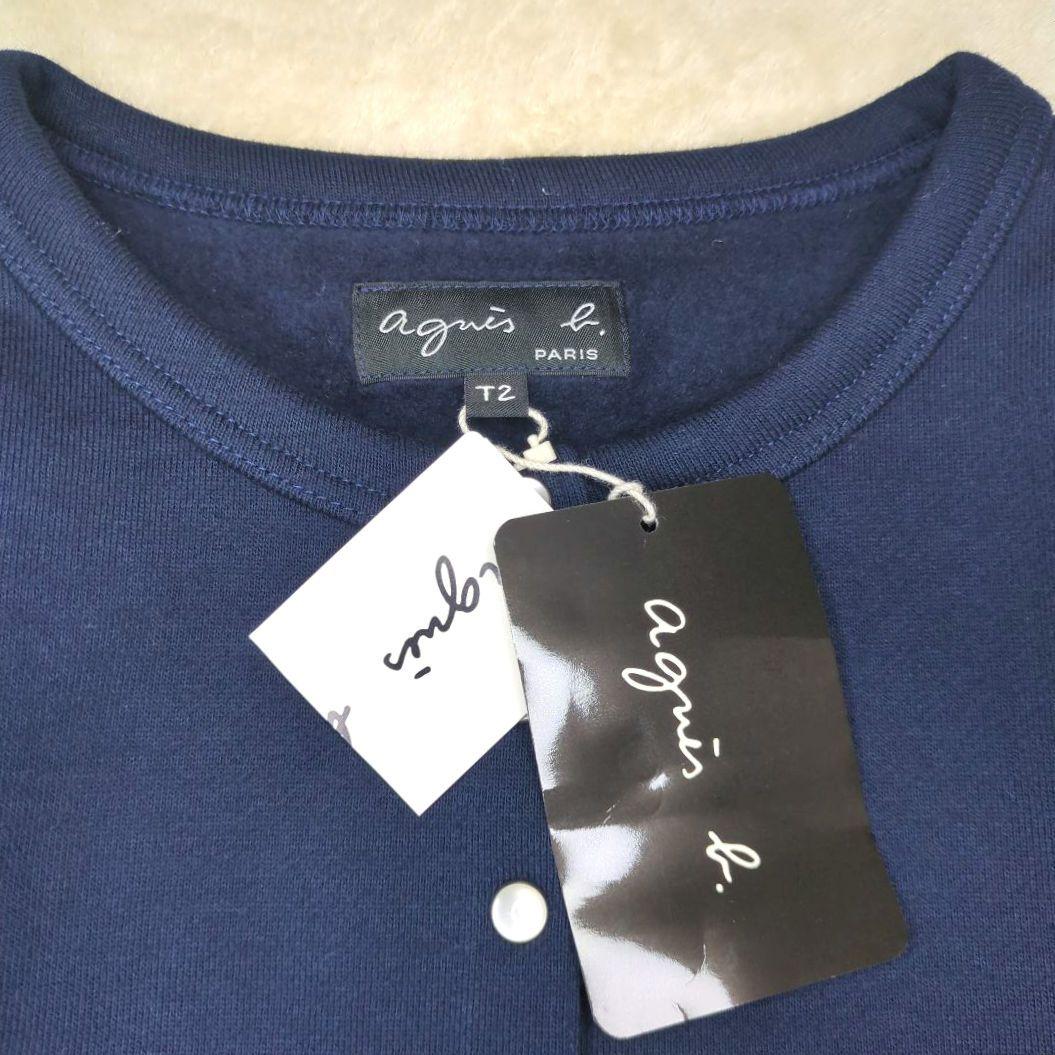 agnès b.
PARIS
T2
agnès
b
agnès b.